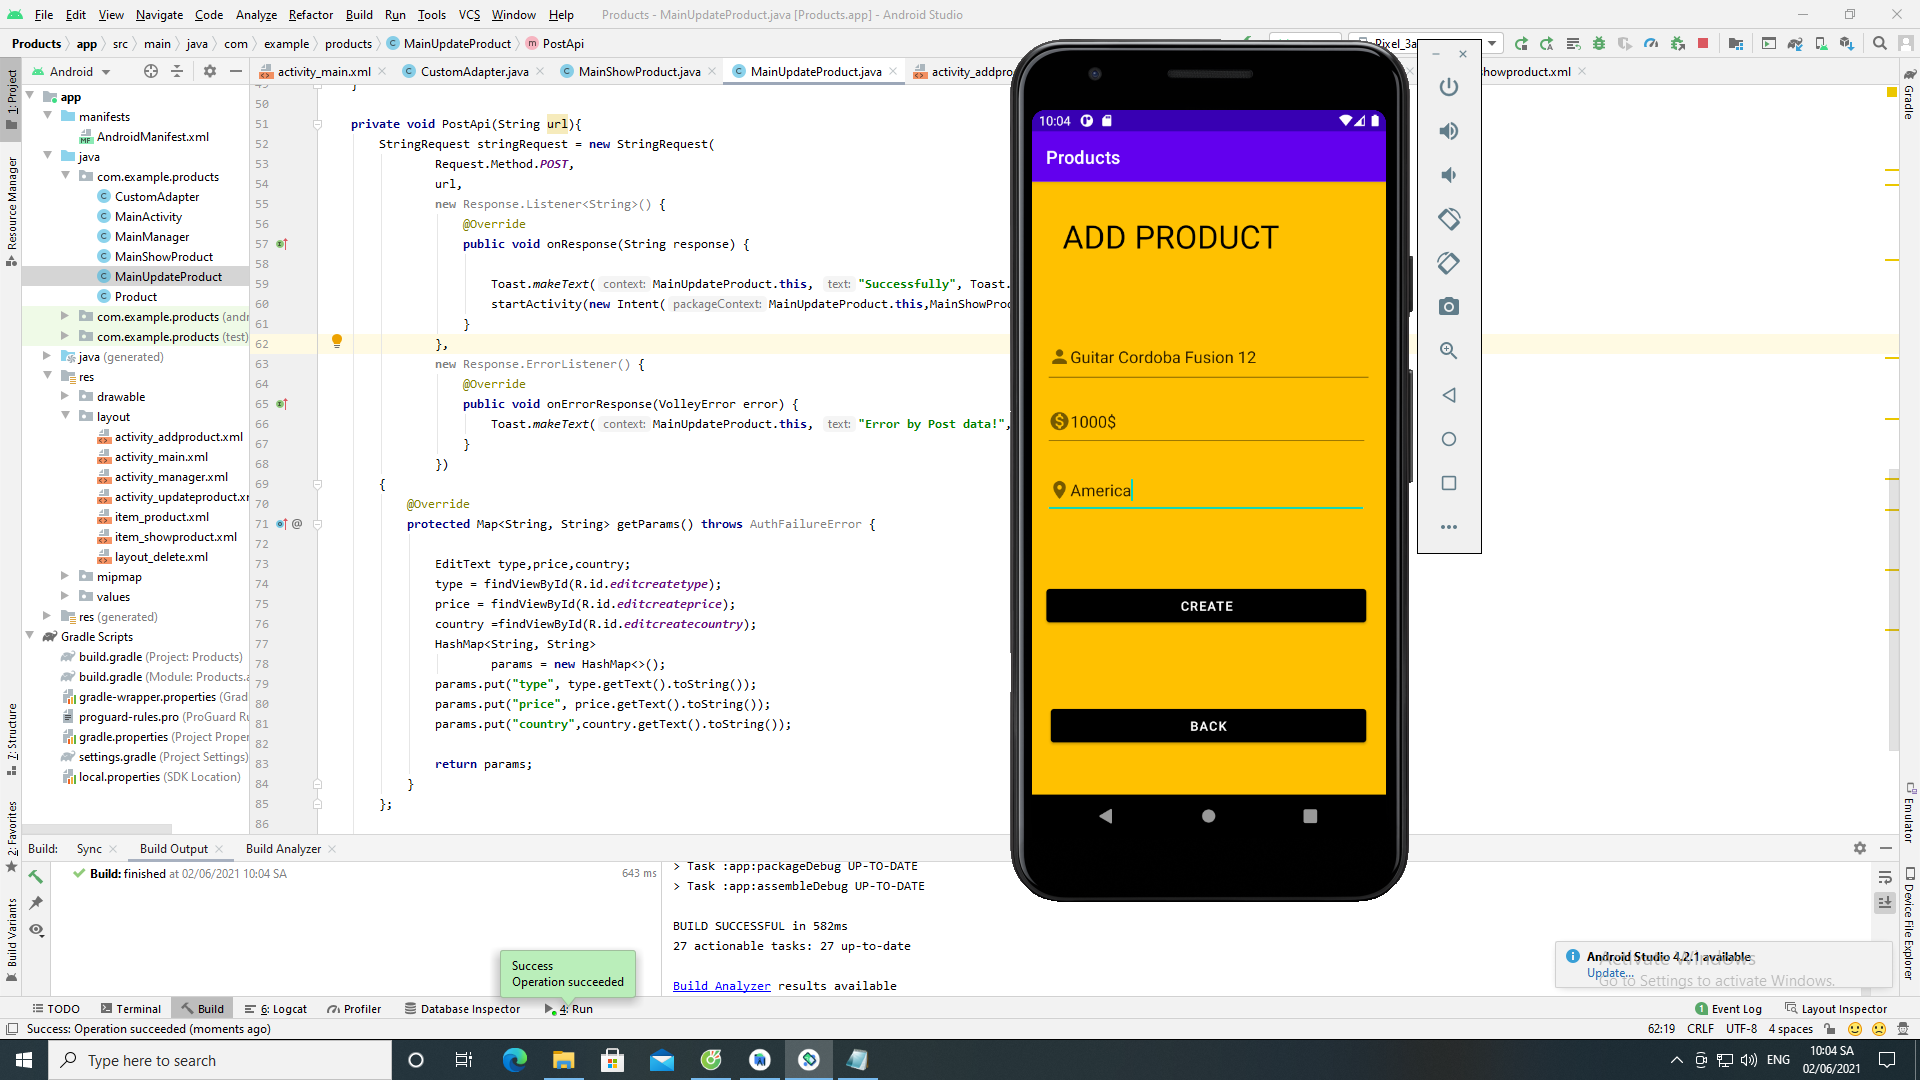 File Edit View Navigate Code Analyze Refactor Build Run Tools VCS Window Help Products - MainUpdateProduct.java [Products.app] - Android Studio
Products app src main java com example products MainUpdateProduct PostApi Pixel_3a
Android activity_main.xml CustomAdapter.java MainShowProduct.java MainUpdateProduct.java activity_addpro showproduct.xml
1: Project
Resource Manager
7: Structure
2: Favorites
Build Variants
app
manifests
AndroidManifest.xml
java
com.example.products
CustomAdapter
MainActivity
MainManager
MainShowProduct
MainUpdateProduct
Product
com.example.products (andr
com.example.products (test)
java (generated)
res
drawable
layout
activity_addproduct.xml
activity_main.xml
activity_manager.xml
activity_updateproduct.xr
item_product.xml
item_showproduct.xml
layout_delete.xml
mipmap
values
res (generated)
Gradle Scripts
build.gradle (Project: Products)
build.gradle (Module: Products.a
gradle-wrapper.properties (Grad
proguard-rules.pro (ProGuard Ru
gradle.properties (Project Proper
settings.gradle (Project Settings)
local.properties (SDK Location)
49 }
50
51 private void PostApi(String url){
52 StringRequest stringRequest = new StringRequest(
53 Request.Method.POST,
54 url,
55 new Response.Listener<String>() {
56 @Override
57 public void onResponse(String response) {
58
59 Toast.makeText( context: MainUpdateProduct.this, text: "Successfully", Toast.
60 startActivity(new Intent( packageContext: MainUpdateProduct.this,MainShowProd
61 }
62 },
63 new Response.ErrorListener() {
64 @Override
65 public void onErrorResponse(VolleyError error) {
66 Toast.makeText( context: MainUpdateProduct.this, text: "Error by Post data!",
67 }
68 })
69 {
70 @Override
71 @ protected Map<String, String> getParams() throws AuthFailureError {
72
73 EditText type,price,country;
74 type = findViewById(R.id.editcreatetype);
75 price = findViewById(R.id.editcreateprice);
76 country =findViewById(R.id.editcreatecountry);
77 HashMap<String, String>
78 params = new HashMap<>();
79 params.put("type", type.getText().toString());
80 params.put("price", price.getText().toString());
81 params.put("country",country.getText().toString());
82
83 return params;
84 }
85 };
86
10:04
Products
ADD PRODUCT
Guitar Cordoba Fusion 12
1000$
America
CREATE
BACK
Gradle
Emulator
Device File Explorer
Build: Sync Build Output Build Analyzer
Build: finished at 02/06/2021 10:04 SA 643 ms
> Task :app:packageDebug UP-TO-DATE
> Task :app:assembleDebug UP-TO-DATE
BUILD SUCCESSFUL in 582ms
27 actionable tasks: 27 up-to-date
Build Analyzer results available
Success
Operation succeeded
Android Studio 4.2.1 available
Update...
Activate Windows
Go to Settings to activate Windows.
TODO Terminal Build 6: Logcat Profiler Database Inspector 4: Run 1 Event Log Layout Inspector
Success: Operation succeeded (moments ago) 62:19 CRLF UTF-8 4 spaces
Type here to search ENG 10:04 SA
02/06/2021